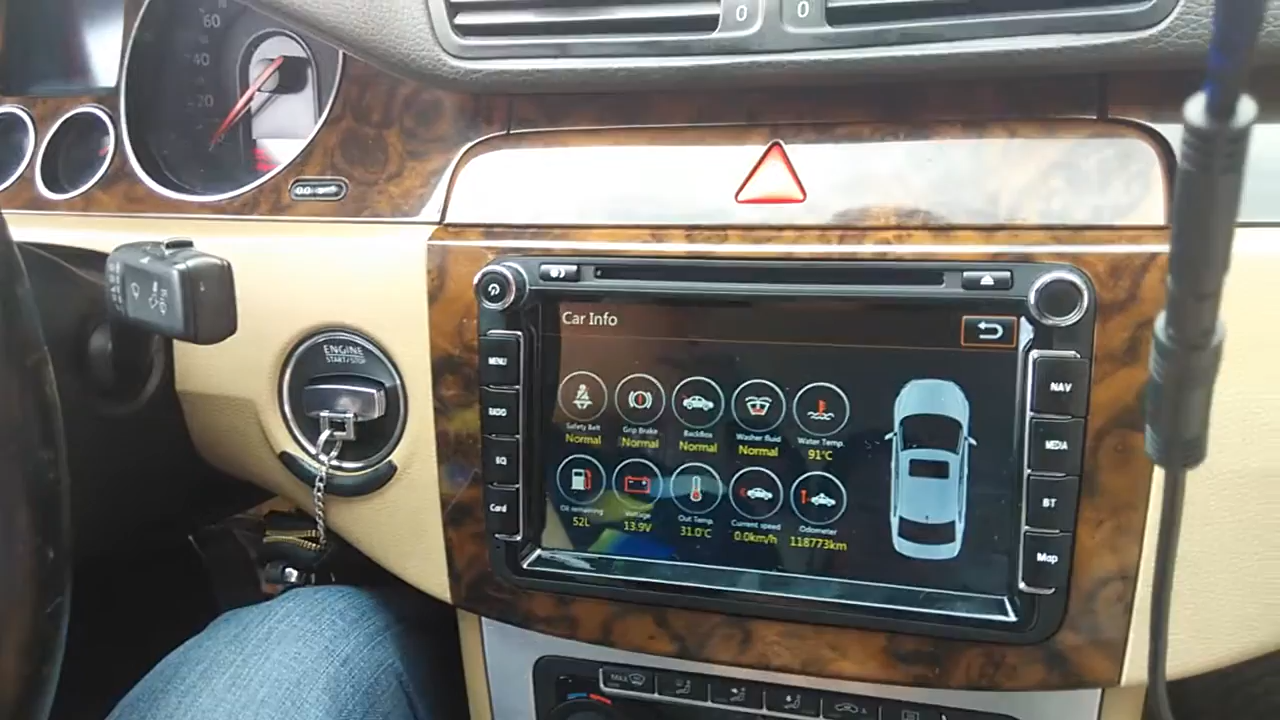 60
40
20
0
0
ENGINE
START/STOP
MENU
RADIO
EQ
Card
NAV
MEDIA
BT
Map
Car Info
Safety Belt
Normal
Grip Brake
Normal
Backbox
Normal
Washer fluid
Normal
Water Temp.
91°C
Oil remaining
52L
Voltage
13.9V
Out Temp.
31.0°C
Current speed
0.0km/h
Odometer
118773km
MAX